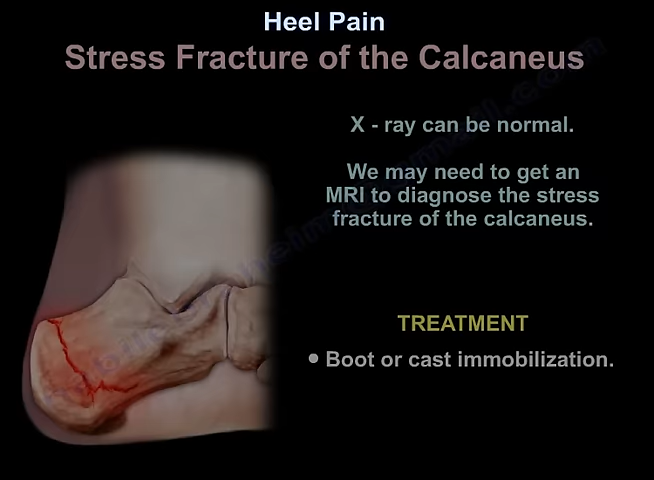 Heel Pain
Stress Fracture of the Calcaneus
X - ray can be normal.
We may need to get an
MRI to diagnose the stress
fracture of the calcaneus.
TREATMENT
• Boot or cast immobilization.